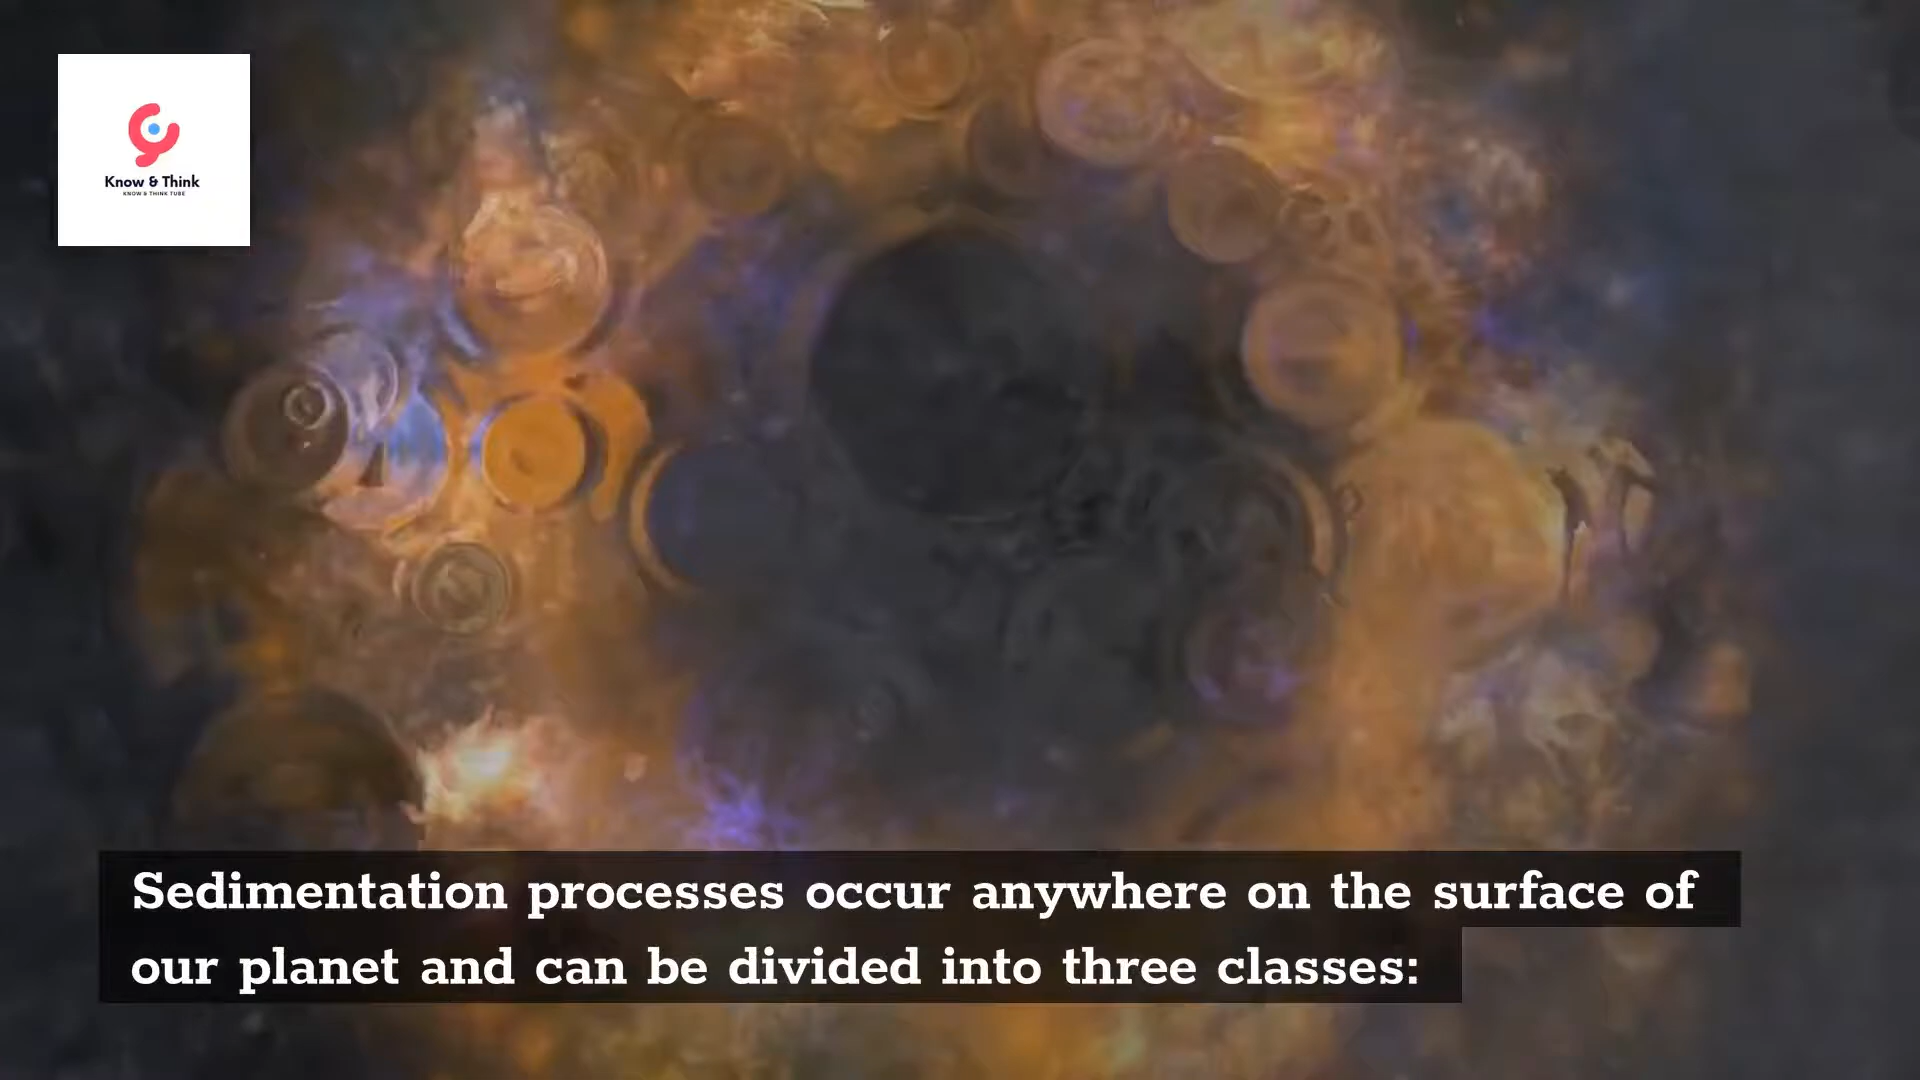 Know & Think
KNOW & THINK TUBE
Sedimentation processes occur anywhere on the surface of
our planet and can be divided into three classes: